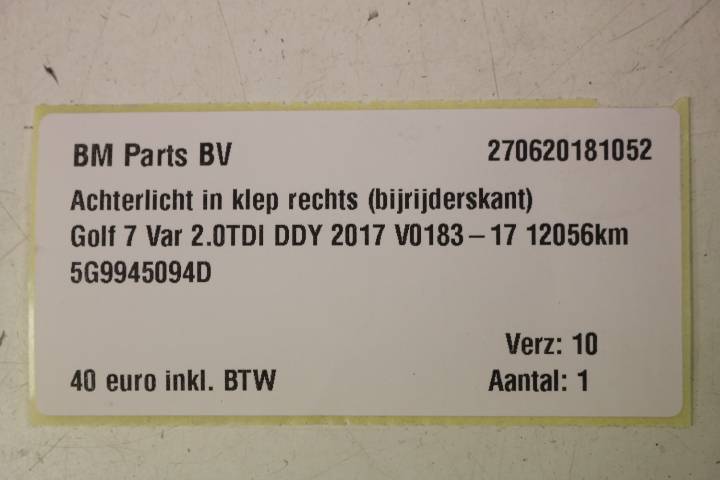 BM Parts BV 270620181052
Achterlicht in klep rechts (bijrijderskant)
Golf 7 Var 2.0TDI DDY 2017 V0183-17 12056km
5G9945094D
Verz: 10
40 euro inkl. BTW Aantal: 1